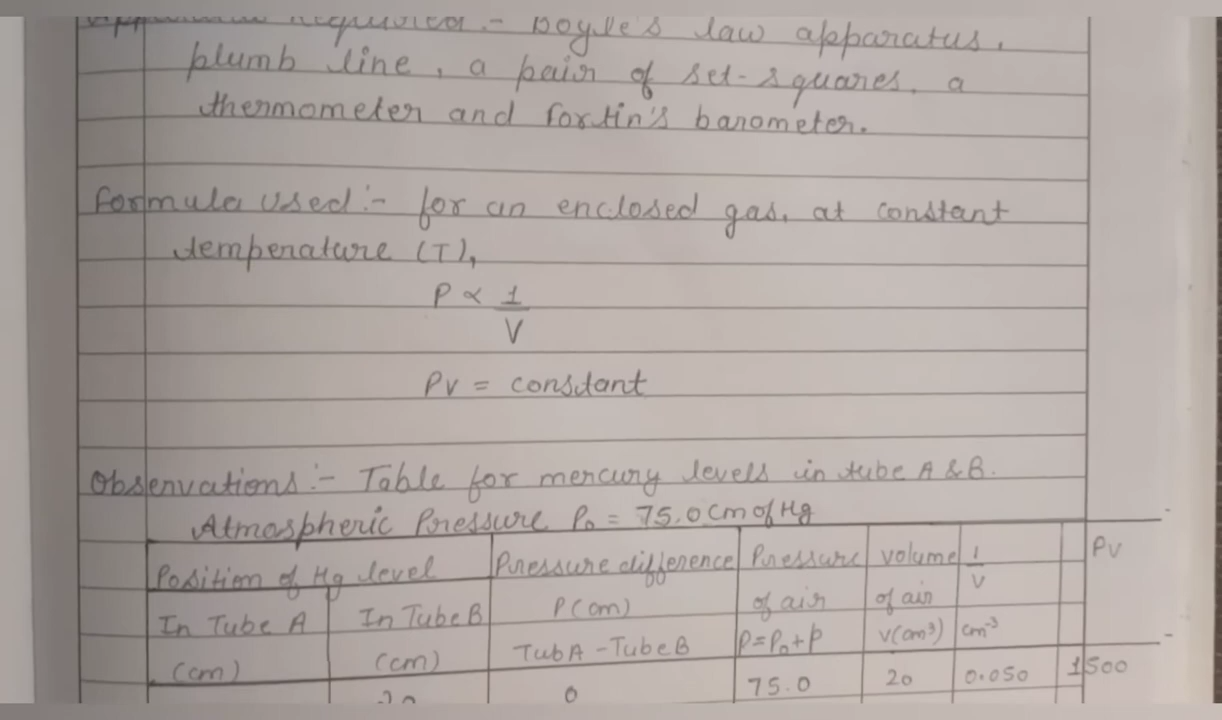 Apparatus Required :- Boyle's law apparatus,
plumb line, a pair of set-squares, a
thermometer and fortin's barometer.
formula used :- for an enclosed gas, at constant
temperature (T),
P ∝ 1/V
PV = constant
Observations :- Table for mercury levels in tube A & B.
Atmospheric Pressure P₀ = 75.0 cm of Hg
Position of Hg level | Pressure difference | Pressure | volume | 1/V | PV
In Tube A | In Tube B | P(cm) | of air | of air
(cm) | (cm) | TubA - TubeB | P=P₀+p | V(cm³) | cm⁻³
0 | 75.0 | 20 | 0.050 | 1500